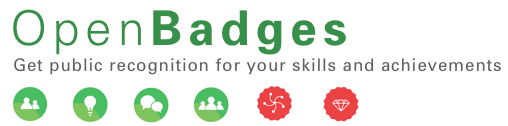 OpenBadges
Get public recognition for your skills and achievements